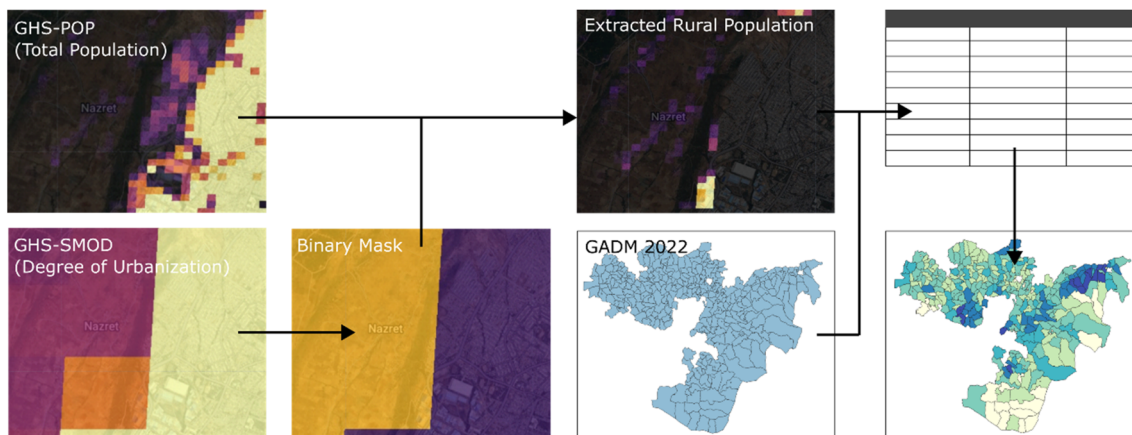 GHS-POP
(Total Population)
Nazret
Extracted Rural Population
Nazret
GHS-SMOD
(Degree of Urbanization)
Nazret
Binary Mask
Nazret
GADM 2022